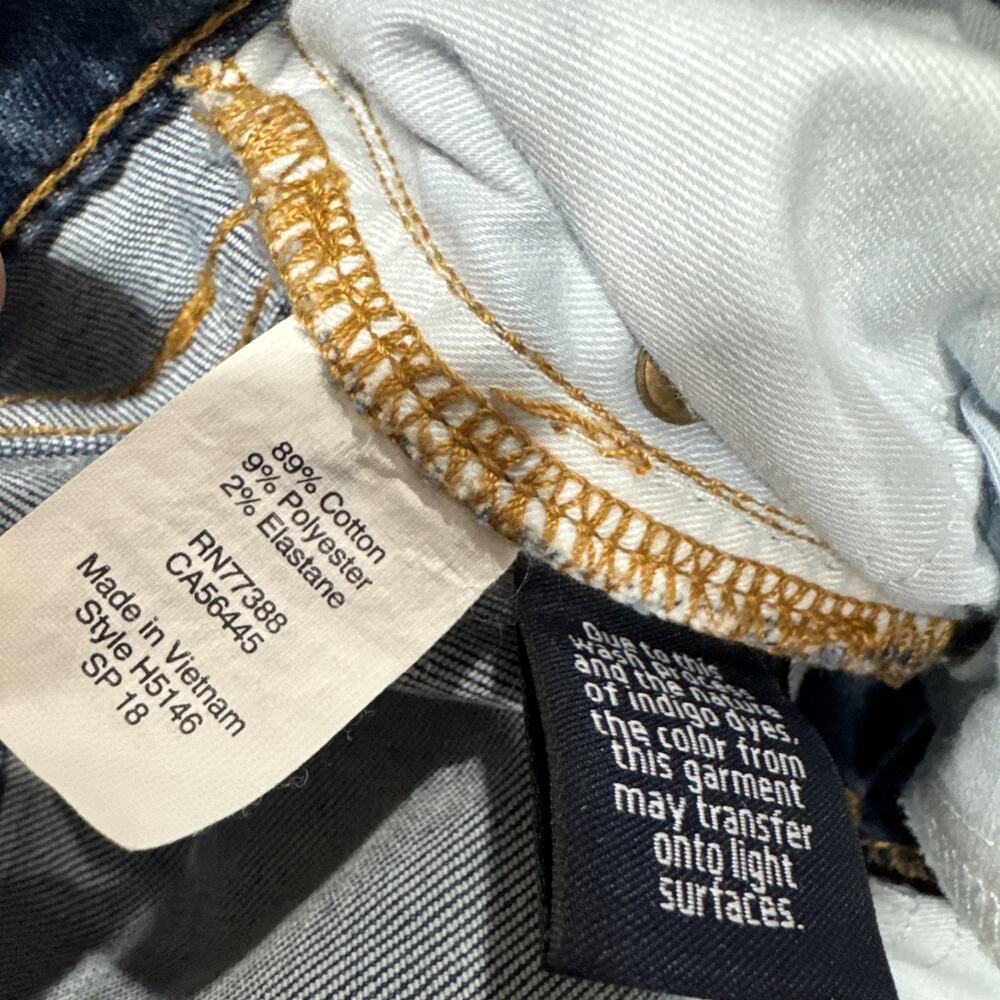 89% Cotton
9% Polyester
2% Elastane
RN77388
CA56445
Made in Vietnam
Style H5146
SP 18
Due to this
wash process
and the nature
of indigo dyes,
the color from
this garment
may transfer
onto light
surfaces.